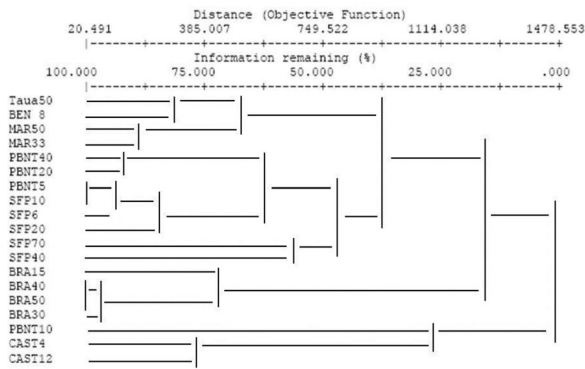 Distance (Objective Function)
20.491 385.007 749.522 1114.038 1478.553
Information remaining (%)
100.000 75.000 50.000 25.000 .000
Taua50
BEN 8
MAR50
MAR33
PBNT40
PBNT20
PBNT5
SFP10
SFP6
SFP20
SFP70
SFP40
BRA15
BRA40
BRA50
BRA30
PBNT10
CAST4
CAST12